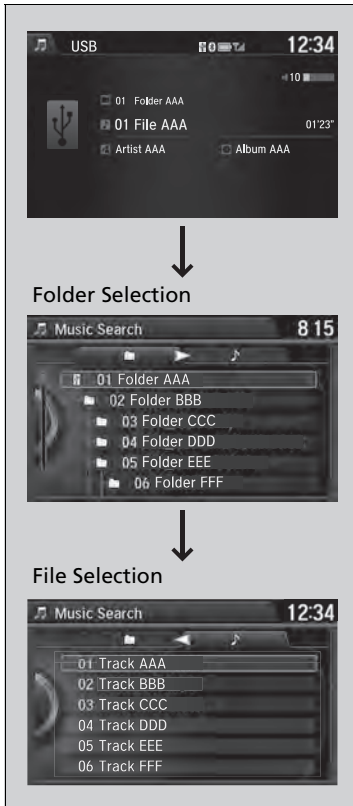 USB 12:34
10
01 Folder AAA
01 File AAA 01'23"
Artist AAA Album AAA
Folder Selection
Music Search 8 15
01 Folder AAA
02 Folder BBB
03 Folder CCC
04 Folder DDD
05 Folder EEE
06 Folder FFF
File Selection
Music Search 12:34
01 Track AAA
02 Track BBB
03 Track CCC
04 Track DDD
05 Track EEE
06 Track FFF